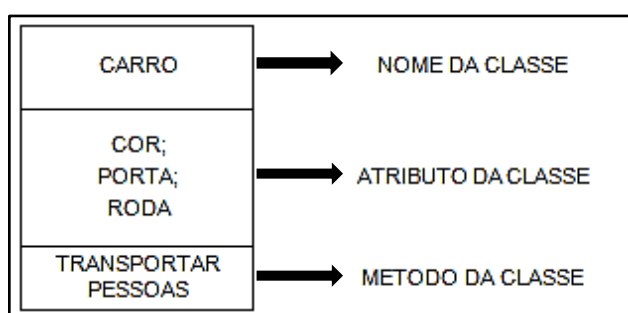 CARRO
NOME DA CLASSE
COR;
PORTA;
RODA
ATRIBUTO DA CLASSE
TRANSPORTAR
PESSOAS
METODO DA CLASSE